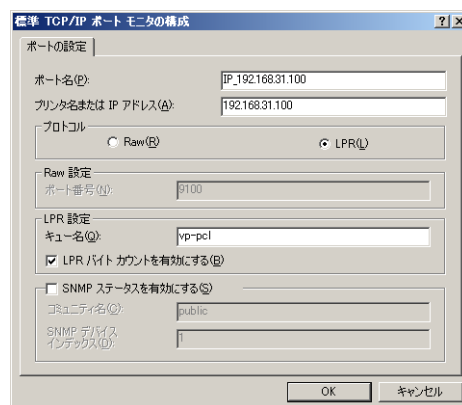 標準 TCP/IP ポート モニタの構成
ポートの設定
ポート名(P): IP_192.168.31.100
プリンタ名または IP アドレス(A): 192.168.31.100
プロトコル
Raw(R) LPR(L)
Raw 設定
ポート番号(N): 9100
LPR 設定
キュー名(Q): vp-pcl
LPR バイト カウントを有効にする(B)
SNMP ステータスを有効にする(S)
コミュニティ名(C): public
SNMP デバイス
インデックス(D): 1
OK キャンセル